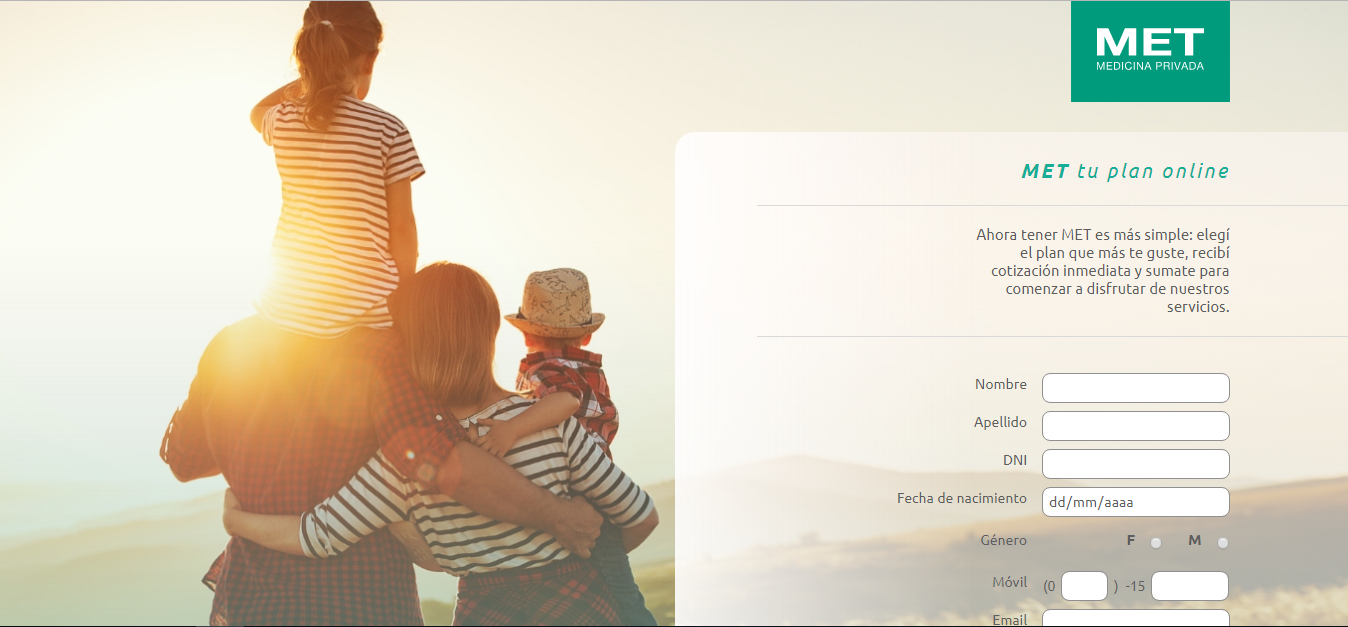 MET
MEDICINA PRIVADA
MET tu plan online
Ahora tener MET es más simple: elegí
el plan que más te guste, recibí
cotización inmediata y sumate para
comenzar a disfrutar de nuestros
servicios.
Nombre
Apellido
DNI
Fecha de nacimiento dd/mm/aaaa
Género F M
Móvil (0 ) -15
Email